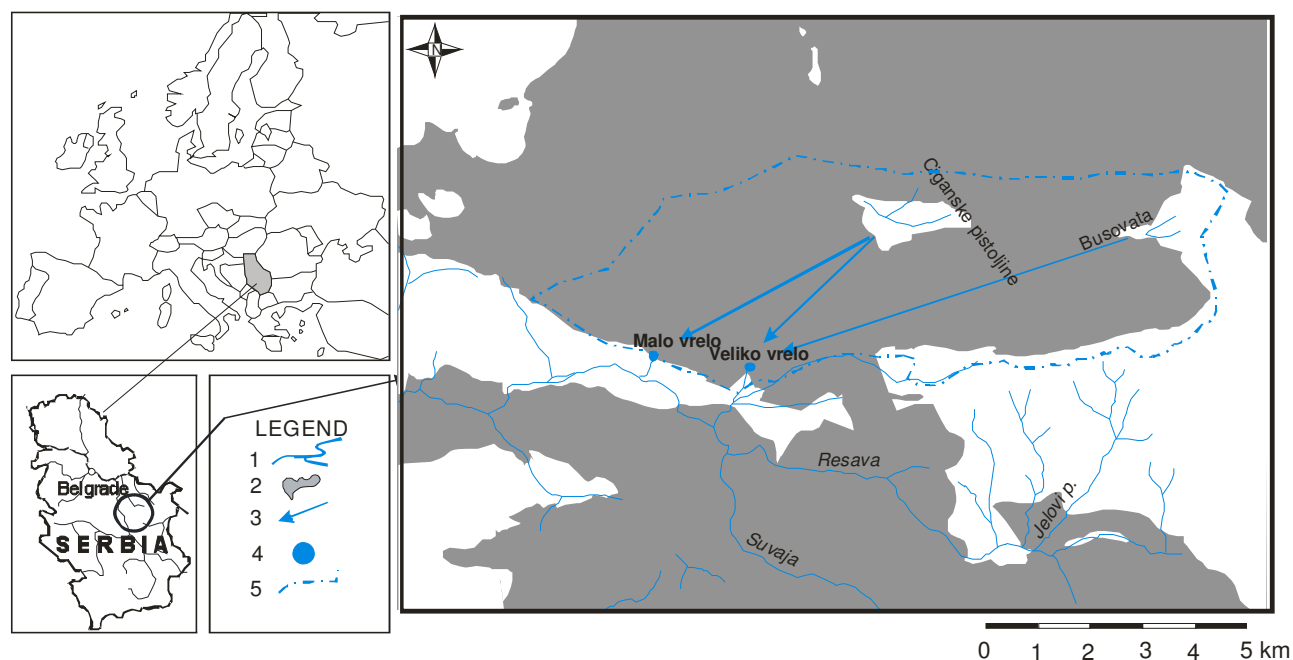 N
Ciganske pistoljine
Busovata
Malo vrelo
Veliko vrelo
Resava
Suvaja
Jelovi p.
Belgrade
SERBIA
LEGEND
1
2
3
4
5
0 1 2 3 4 5 km